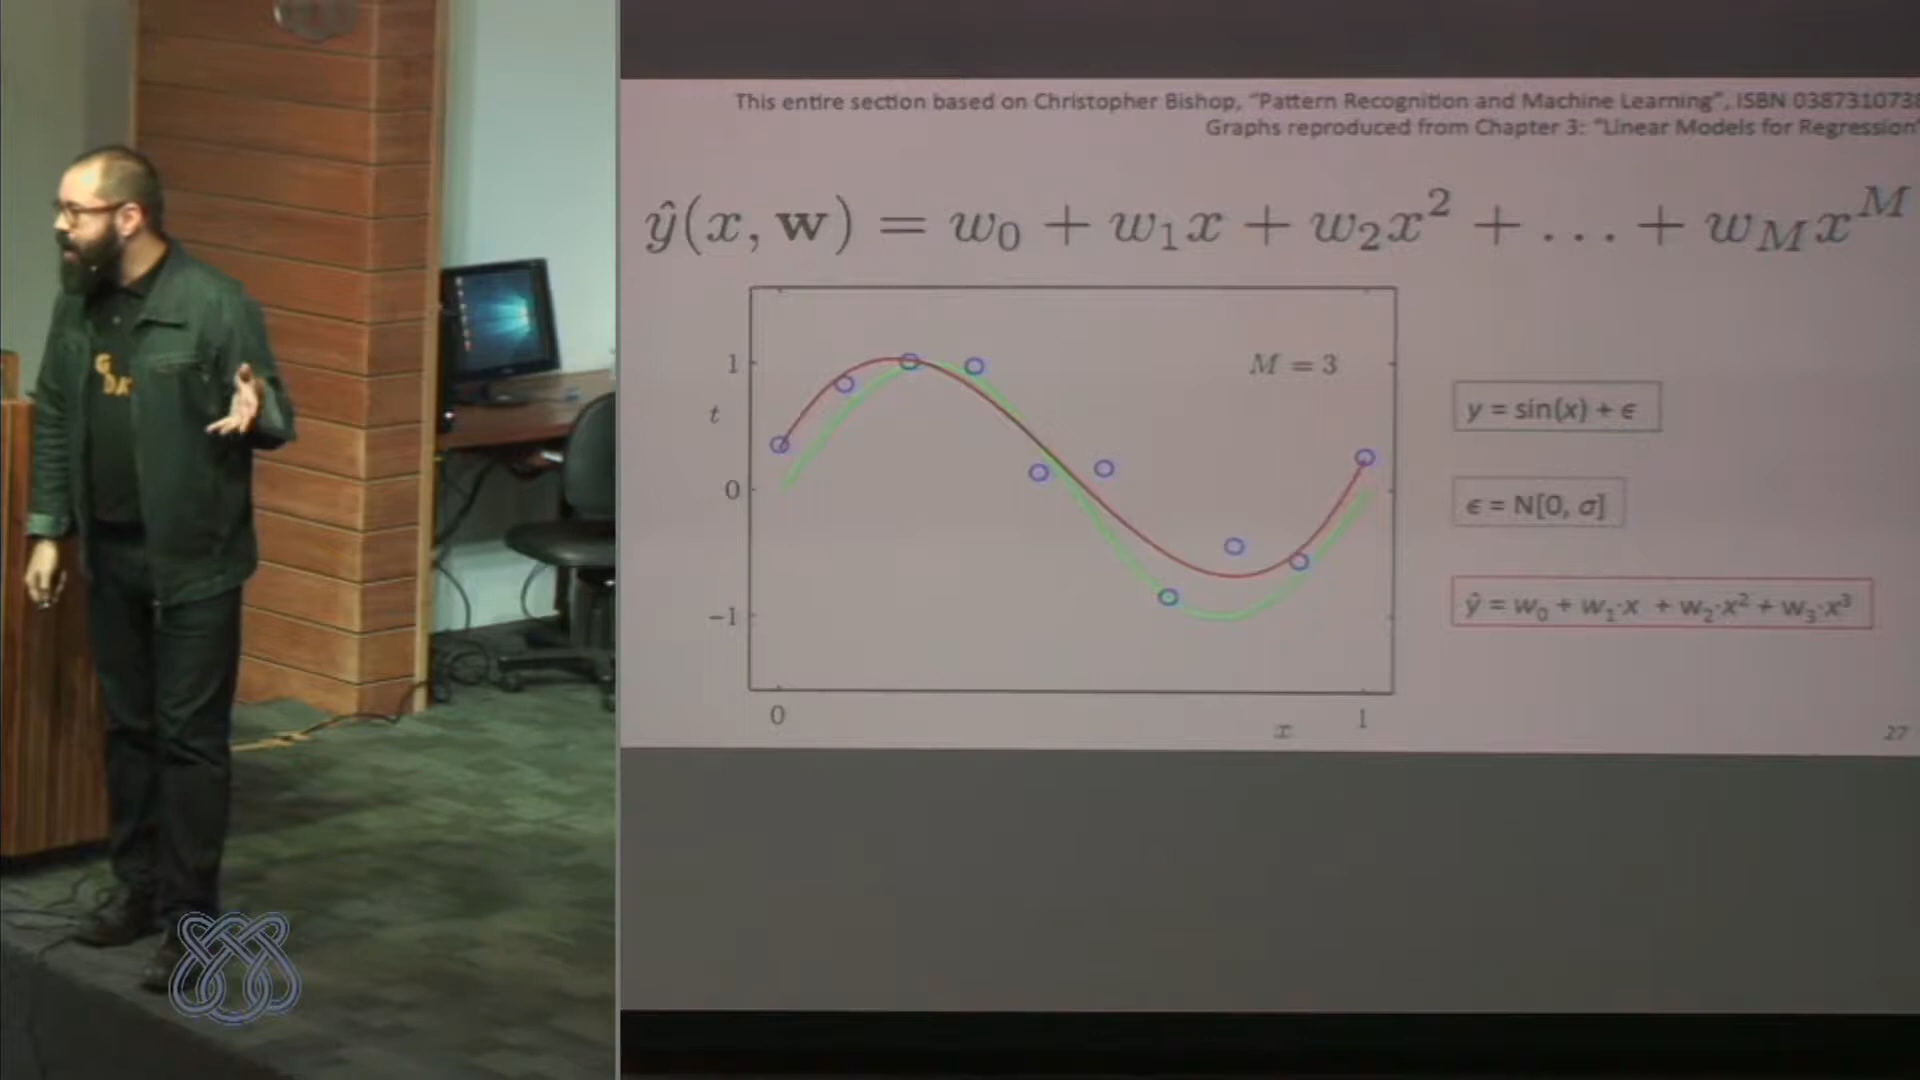 This entire section based on Christopher Bishop, "Pattern Recognition and Machine Learning", ISBN 0387310738
Graphs reproduced from Chapter 3: "Linear Models for Regression"
ŷ(x, w) = w₀ + w₁x + w₂x² + ... + w_M x^M
M = 3
1
t
0
−1
0
x
1
y = sin(x) + ϵ
ϵ = N[0, σ]
ŷ = w₀ + w₁·x + w₂·x² + w₃·x³
27